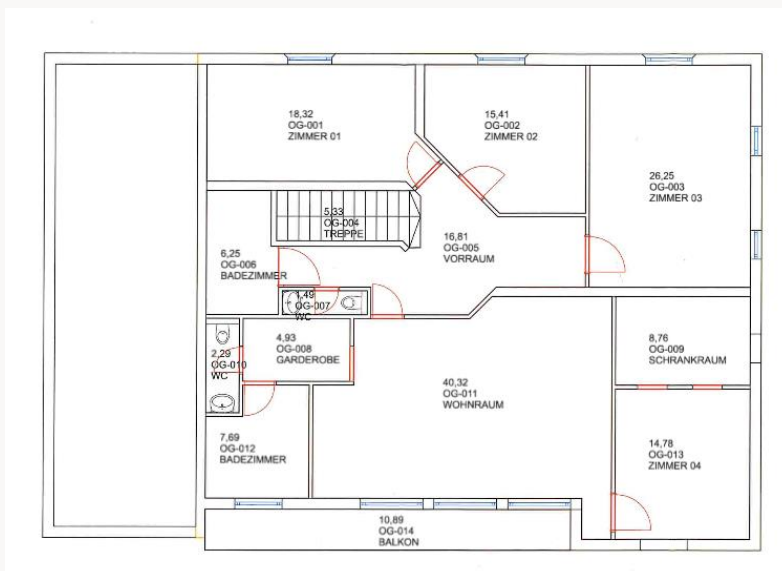 18,32
OG-001
ZIMMER 01
15,41
OG-002
ZIMMER 02
26,25
OG-003
ZIMMER 03
5,33
OG-004
TREPPE
16,81
OG-005
VORRAUM
6,25
OG-006
BADEZIMMER
1,49
OG-007
WC
4,93
OG-008
GARDEROBE
8,76
OG-009
SCHRANKRAUM
2,29
OG-010
WC
40,32
OG-011
WOHNRAUM
7,69
OG-012
BADEZIMMER
14,78
OG-013
ZIMMER 04
10,89
OG-014
BALKON